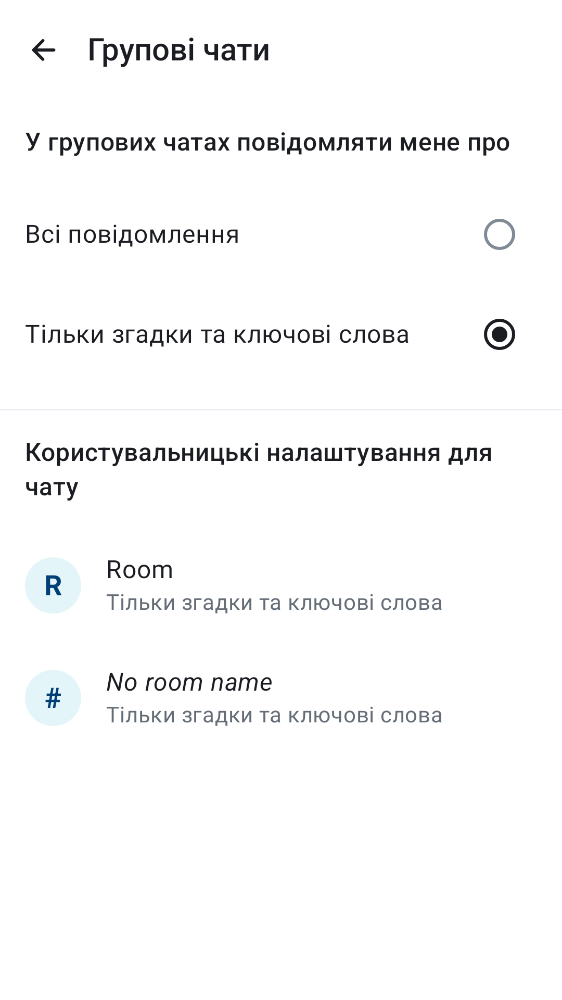 Групові чати
У групових чатах повідомляти мене про
Всі повідомлення
Тільки згадки та ключові слова
Користувальницькі налаштування для
чату
R
Room
Тільки згадки та ключові слова
#
No room name
Тільки згадки та ключові слова